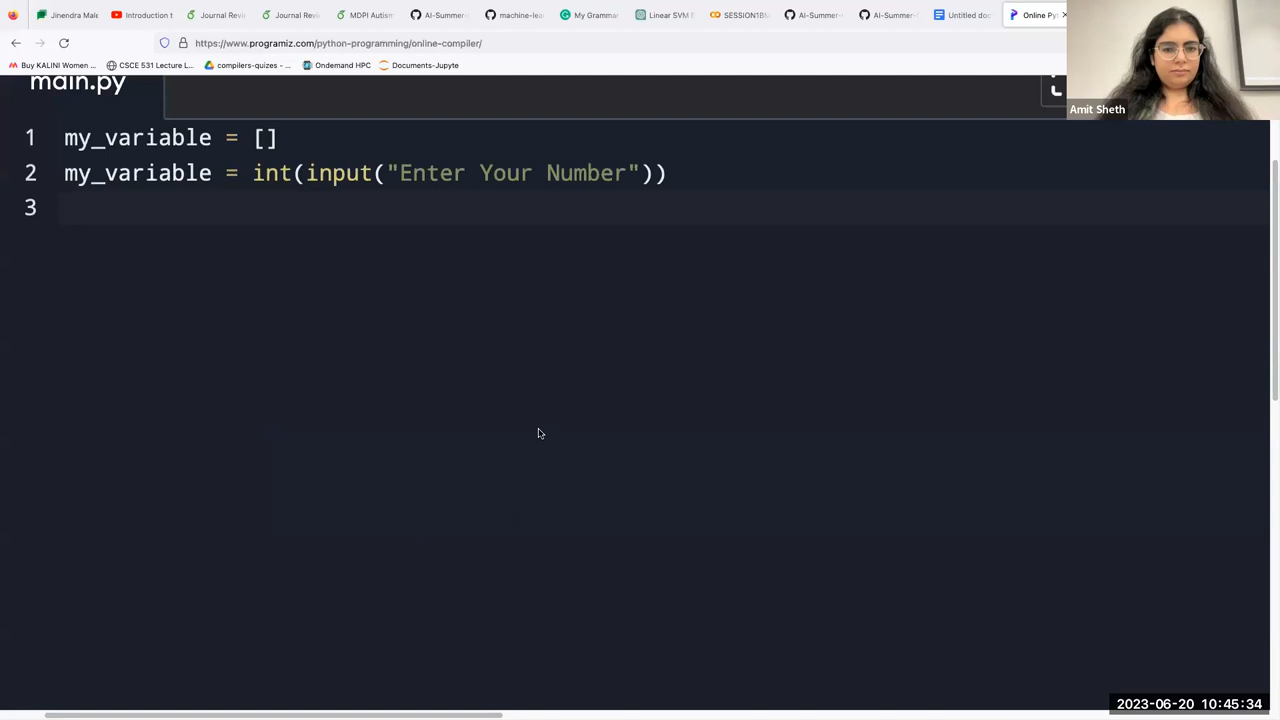 Jinendra Male
Introduction t
Journal Revi
Journal Revi
MDPI Autism
AI-Summer-
machine-lea
My Gramma
Linear SVM E
AI-Summer-
AI-Summer-
Untitled doc
Online Py
https://www.programiz.com/python-programming/online-compiler/
Buy KALINI Women ...
CSCE 531 Lecture L...
compilers-quizes - ...
Ondemand HPC
Documents-Jupyte
Amit Sheth
main.py
1 my_variable = []
2 my_variable = int(input("Enter Your Number"))
3
2023-06-20 10:45:34